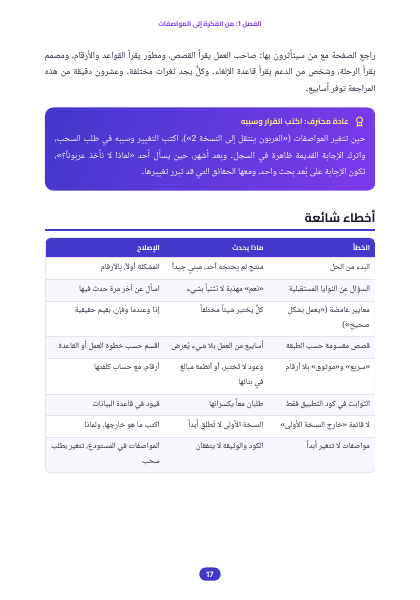 الفصل 1: من الفكرة إلى المواصفات
راجع الصفحة مع من سيتأثرون بها: صاحب العمل يقرأ القصص، ومطوّر يقرأ القواعد والأرقام، ومصمم
يقرأ الرحلة، وشخص من الدعم يقرأ قاعدة الإلغاء. وكلٌّ يجد ثغرات مختلفة. وعشرون دقيقة من هذه
المراجعة توفر أسابيع.
عادة محترف: اكتب القرار وسببه
حين تتغير المواصفات («العربون ينتقل إلى النسخة 2»)، اكتب التغيير وسببه في طلب السحب،
واترك الإجابة القديمة ظاهرة في السجل. وبعد أشهر، حين يسأل أحد «لماذا لا نأخذ عربوناً؟»،
تكون الإجابة على بُعد بحث واحد، ومعها الحقائق التي قد تبرر تغييرها.
أخطاء شائعة
الخطأ ماذا يحدث الإصلاح
البدء من الحل منتج لم يحتجه أحد، مبني جيداً المشكلة أولاً، بالأرقام
السؤال عن النوايا المستقبلية «نعم» مهذبة لا تتنبأ بشيء اسأل عن آخر مرة حدث فيها
معايير غامضة («يعمل بشكل كلٌّ يختبر شيئاً مختلفاً إذا وعندما وفإن، بقيم حقيقية
صحيح»)
قصص مقسومة حسب الطبقة أسابيع من العمل بلا شيء يُعرض اقسم حسب خطوة العمل أو القاعدة
«سريع» و«موثوق» بلا أرقام وعود لا تُختبر، أو أنظمة مبالغ أرقام، مع حساب كلفتها
في بنائها
الثوابت في كود التطبيق فقط طلبان معاً يكسرانها قيود في قاعدة البيانات
لا قائمة «خارج النسخة الأولى» النسخة الأولى لا تُطلق أبداً اكتب ما هو خارجها، ولماذا
مواصفات لا تتغير أبداً الكود والوثيقة لا يتفقان المواصفات في المستودع، تتغير بطلب
سحب
17